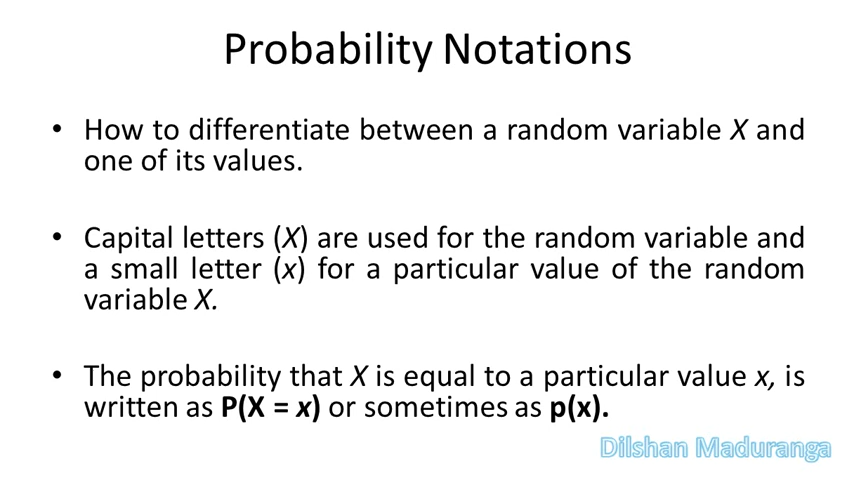 Probability Notations
• How to differentiate between a random variable X and
one of its values.
• Capital letters (X) are used for the random variable and
a small letter (x) for a particular value of the random
variable X.
• The probability that X is equal to a particular value x, is
written as P(X = x) or sometimes as p(x).
Dilshan Maduranga